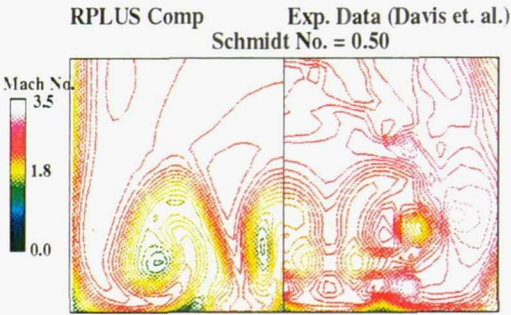 RPLUS Comp Exp. Data (Davis et. al.)
Schmidt No. = 0.50
Mach No.
3.5
1.8
0.0